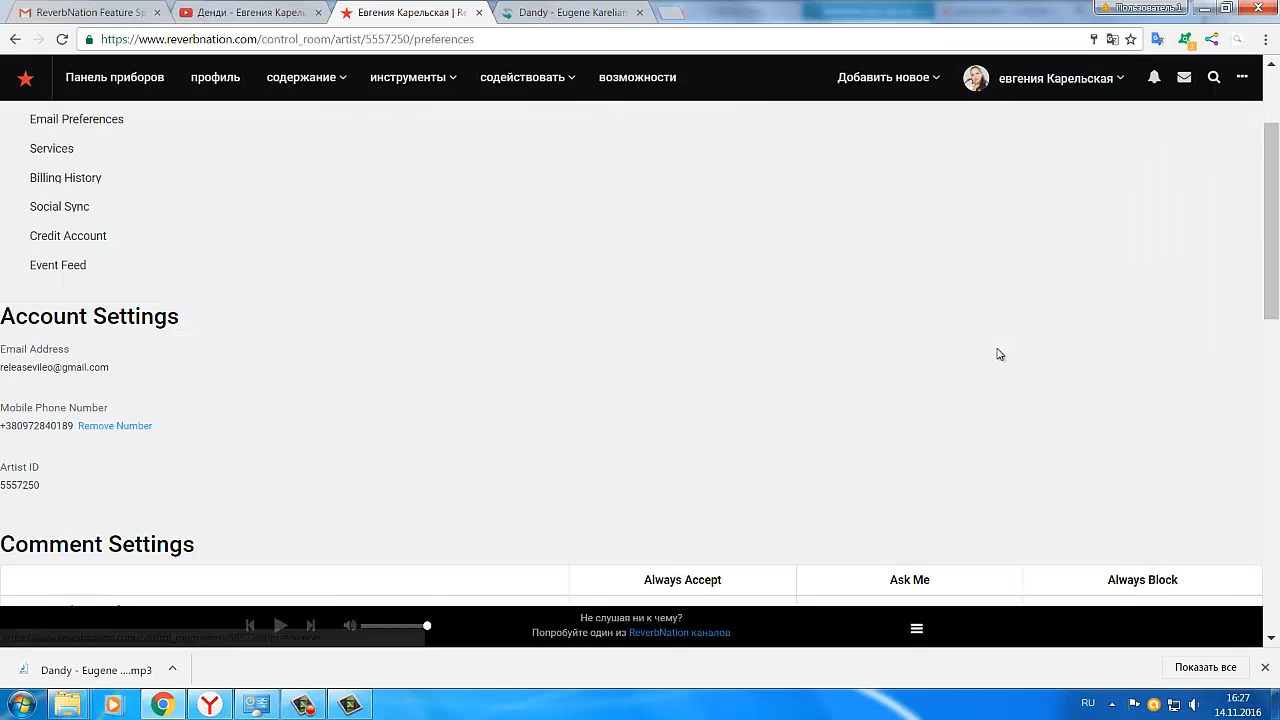 ReverbNation Feature Sp
Денди - Евгения Карель
Евгения Карельская | Re
Dandy - Eugene Karelian
Пользователь 1
https://www.reverbnation.com/control_room/artist/5557250/preferences
Панель приборов
профиль
содержание
инструменты
содействовать
возможности
Добавить новое
евгения Карельская
Email Preferences
Services
Billing History
Social Sync
Credit Account
Event Feed
Account Settings
Email Address
releasevileo@gmail.com
Mobile Phone Number
+380972840189 Remove Number
Artist ID
5557250
Comment Settings
Always Accept
Ask Me
Always Block
Не слушая ни к чему?
Попробуйте один из ReverbNation каналов
Dandy - Eugene ....mp3
Показать все
RU
16:27
14.11.2016